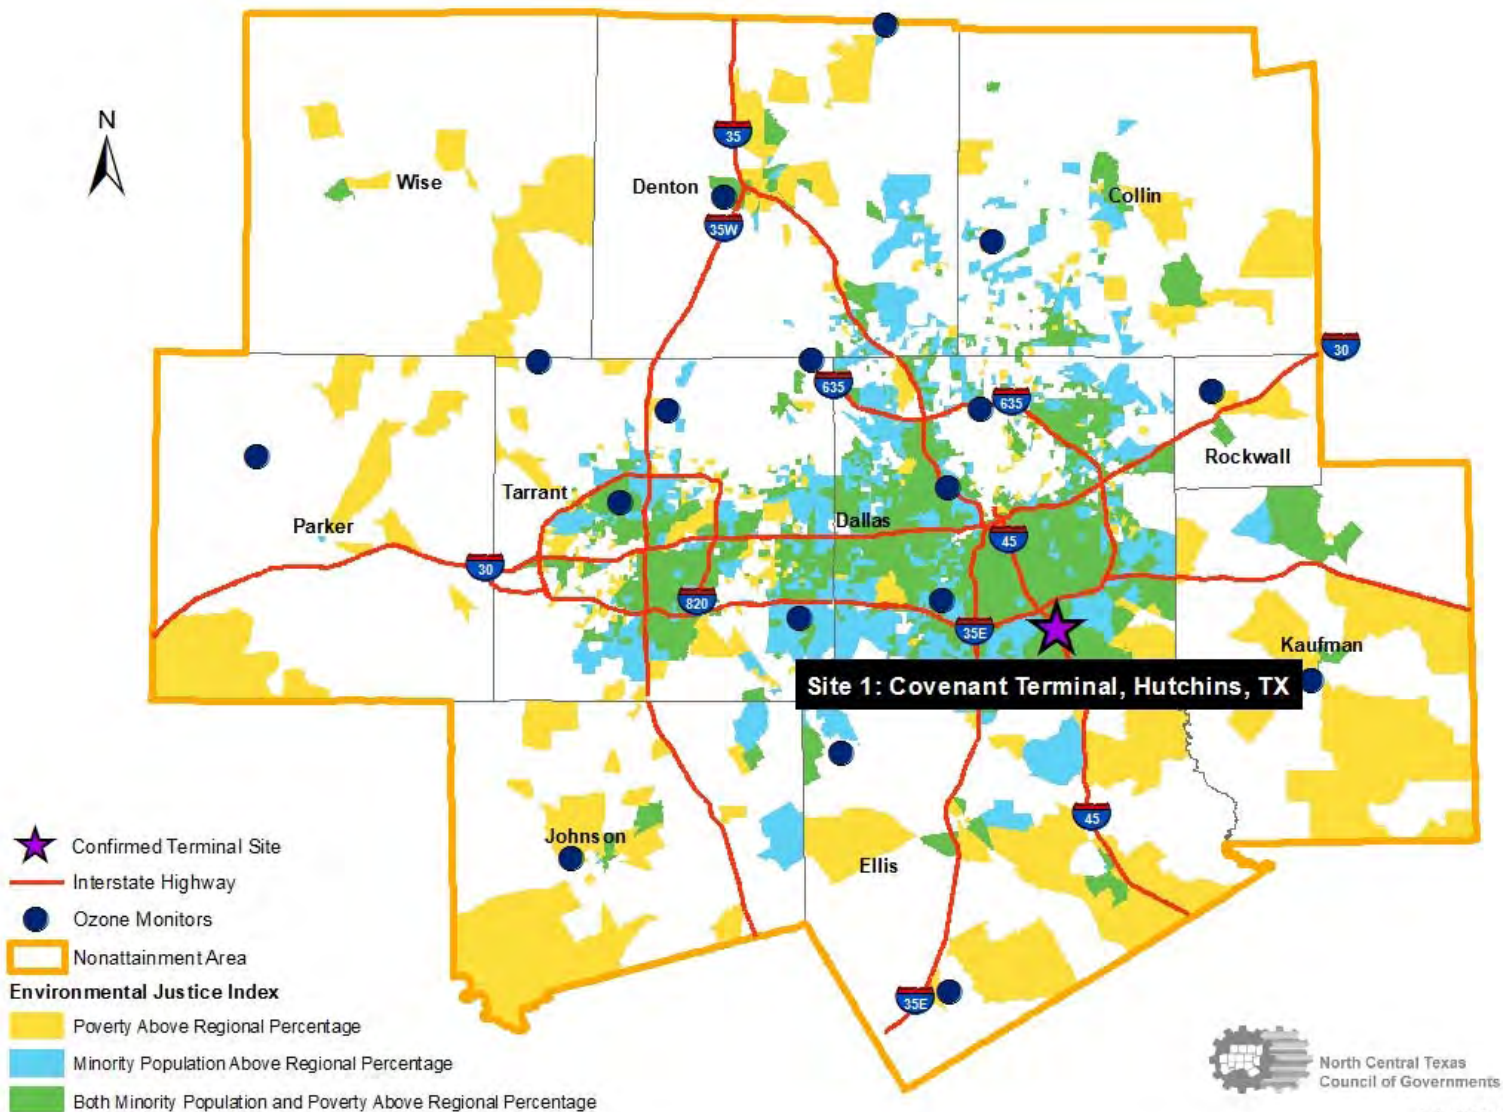 N
35
Wise
Denton
Collin
35W
30
635
635
Rockwall
Tarrant
Parker
Dallas
45
30
820
35E
Kaufman
Site 1: Covenant Terminal, Hutchins, TX
45
Johnson
Ellis
35E
Confirmed Terminal Site
Interstate Highway
Ozone Monitors
Nonattainment Area
Environmental Justice Index
Poverty Above Regional Percentage
Minority Population Above Regional Percentage
Both Minority Population and Poverty Above Regional Percentage
North Central Texas
Council of Governments